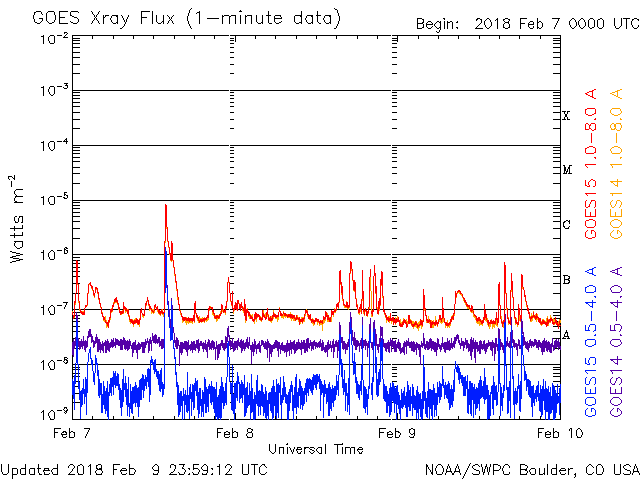 GOES Xray Flux (1-minute data)
Begin: 2018 Feb 7 0000 UTC
10-2
10-3
10-4
10-5
10-6
10-7
10-8
10-9
Watts m-2
X
M
C
B
A
GOES15 1.0-8.0 A
GOES14 1.0-8.0 A
GOES15 0.5-4.0 A
GOES14 0.5-4.0 A
Feb 7
Feb 8
Feb 9
Feb 10
Universal Time
Updated 2018 Feb 9 23:59:12 UTC
NOAA/SWPC Boulder, CO USA